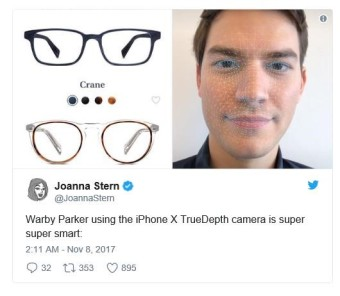 Crane
Joanna Stern
@JoannaStern
Warby Parker using the iPhone X TrueDepth camera is super
super smart:
2:11 AM - Nov 8, 2017
32 353 895